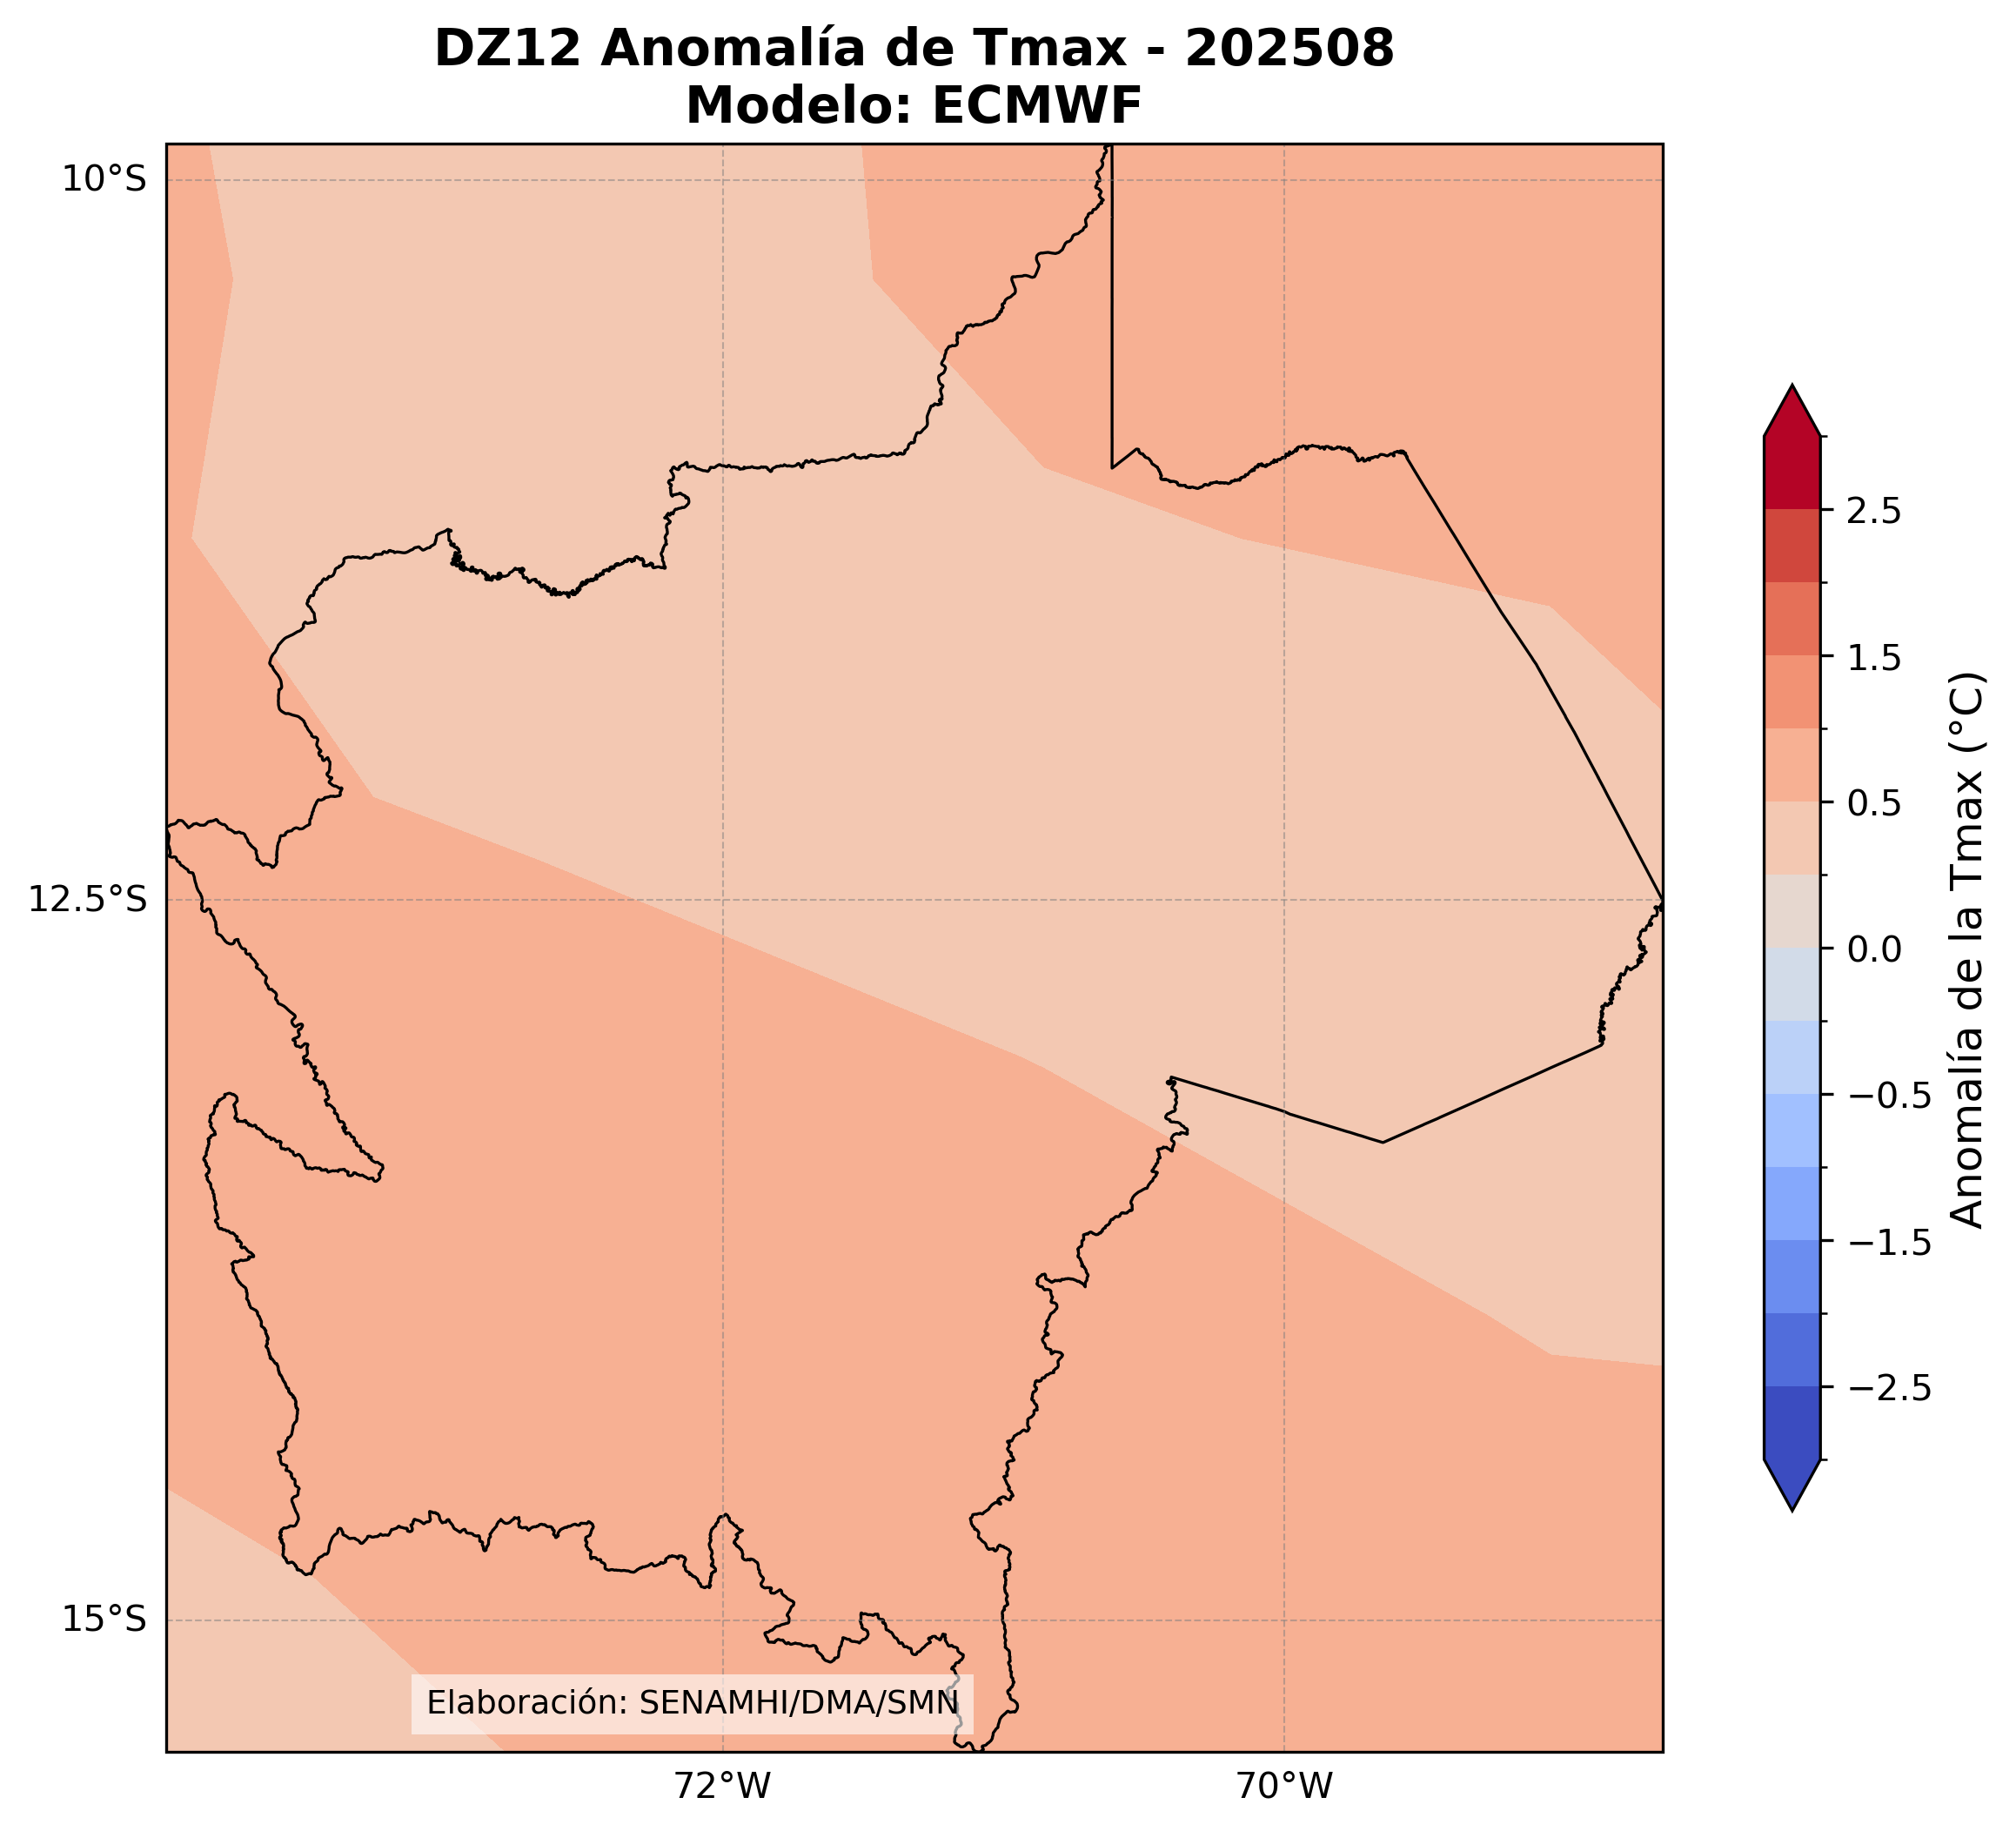 DZ12 Anomalía de Tmax - 202508
Modelo: ECMWF
10°S
12.5°S
15°S
72°W
70°W
2.5
1.5
0.5
0.0
−0.5
−1.5
−2.5
Anomalía de la Tmax (°C)
Elaboración: SENAMHI/DMA/SMN